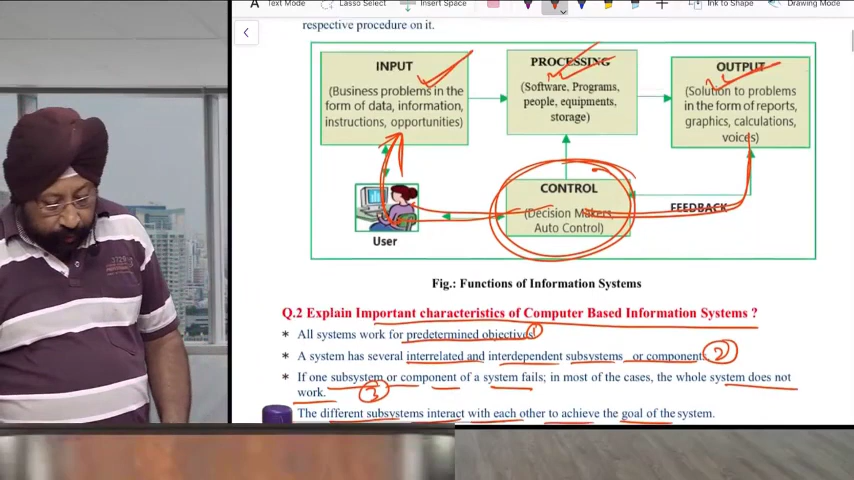 Text Mode
Lasso Select
Insert Space
Ink to Shape
Drawing Mode
respective procedure on it.
INPUT
(Business problems in the
form of data, information,
instructions, opportunities)
PROCESSING
(Software, Programs,
people, equipments,
storage)
OUTPUT
(Solution to problems
in the form of reports,
graphics, calculations,
voices)
User
CONTROL
(Decision Makers,
Auto Control)
FEEDBACK
Fig.: Functions of Information Systems
Q.2 Explain Important characteristics of Computer Based Information Systems ?
* All systems work for predetermined objectives. 1
* A system has several interrelated and interdependent subsystems or components. 2
* If one subsystem or component of a system fails; in most of the cases, the whole system does not
work. 3
The different subsystems interact with each other to achieve the goal of the system.